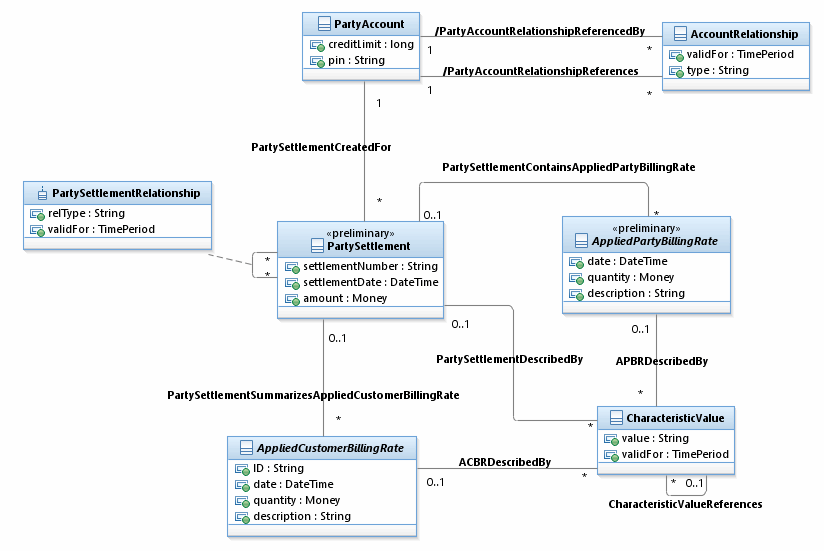 PartyAccount
creditLimit : long
pin : String
/PartyAccountRelationshipReferencedBy
1
*
AccountRelationship
validFor : TimePeriod
type : String
/PartyAccountRelationshipReferences
1
*
1
PartySettlementCreatedFor
*
PartySettlementContainsAppliedPartyBillingRate
0..1
*
PartySettlementRelationship
relType : String
validFor : TimePeriod
«preliminary»
PartySettlement
settlementNumber : String
settlementDate : DateTime
amount : Money
*
*
«preliminary»
AppliedPartyBillingRate
date : DateTime
quantity : Money
description : String
0..1
0..1
0..1
PartySettlementDescribedBy
APBRDescribedBy
PartySettlementSummarizesAppliedCustomerBillingRate
*
*
*
AppliedCustomerBillingRate
ID : String
date : DateTime
quantity : Money
description : String
ACBRDescribedBy
0..1
*
CharacteristicValue
value : String
validFor : TimePeriod
* 0..1
CharacteristicValueReferences